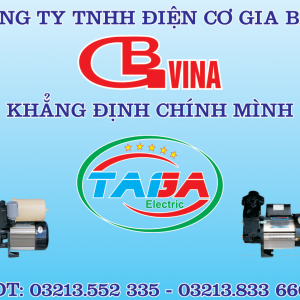 NG TY TNHH ĐIỆN CƠ GIA B
GB VINA
KHẲNG ĐỊNH CHÍNH MÌNH
TAGA
Electric
ĐT: 03213.552 335 - 03213.833 66